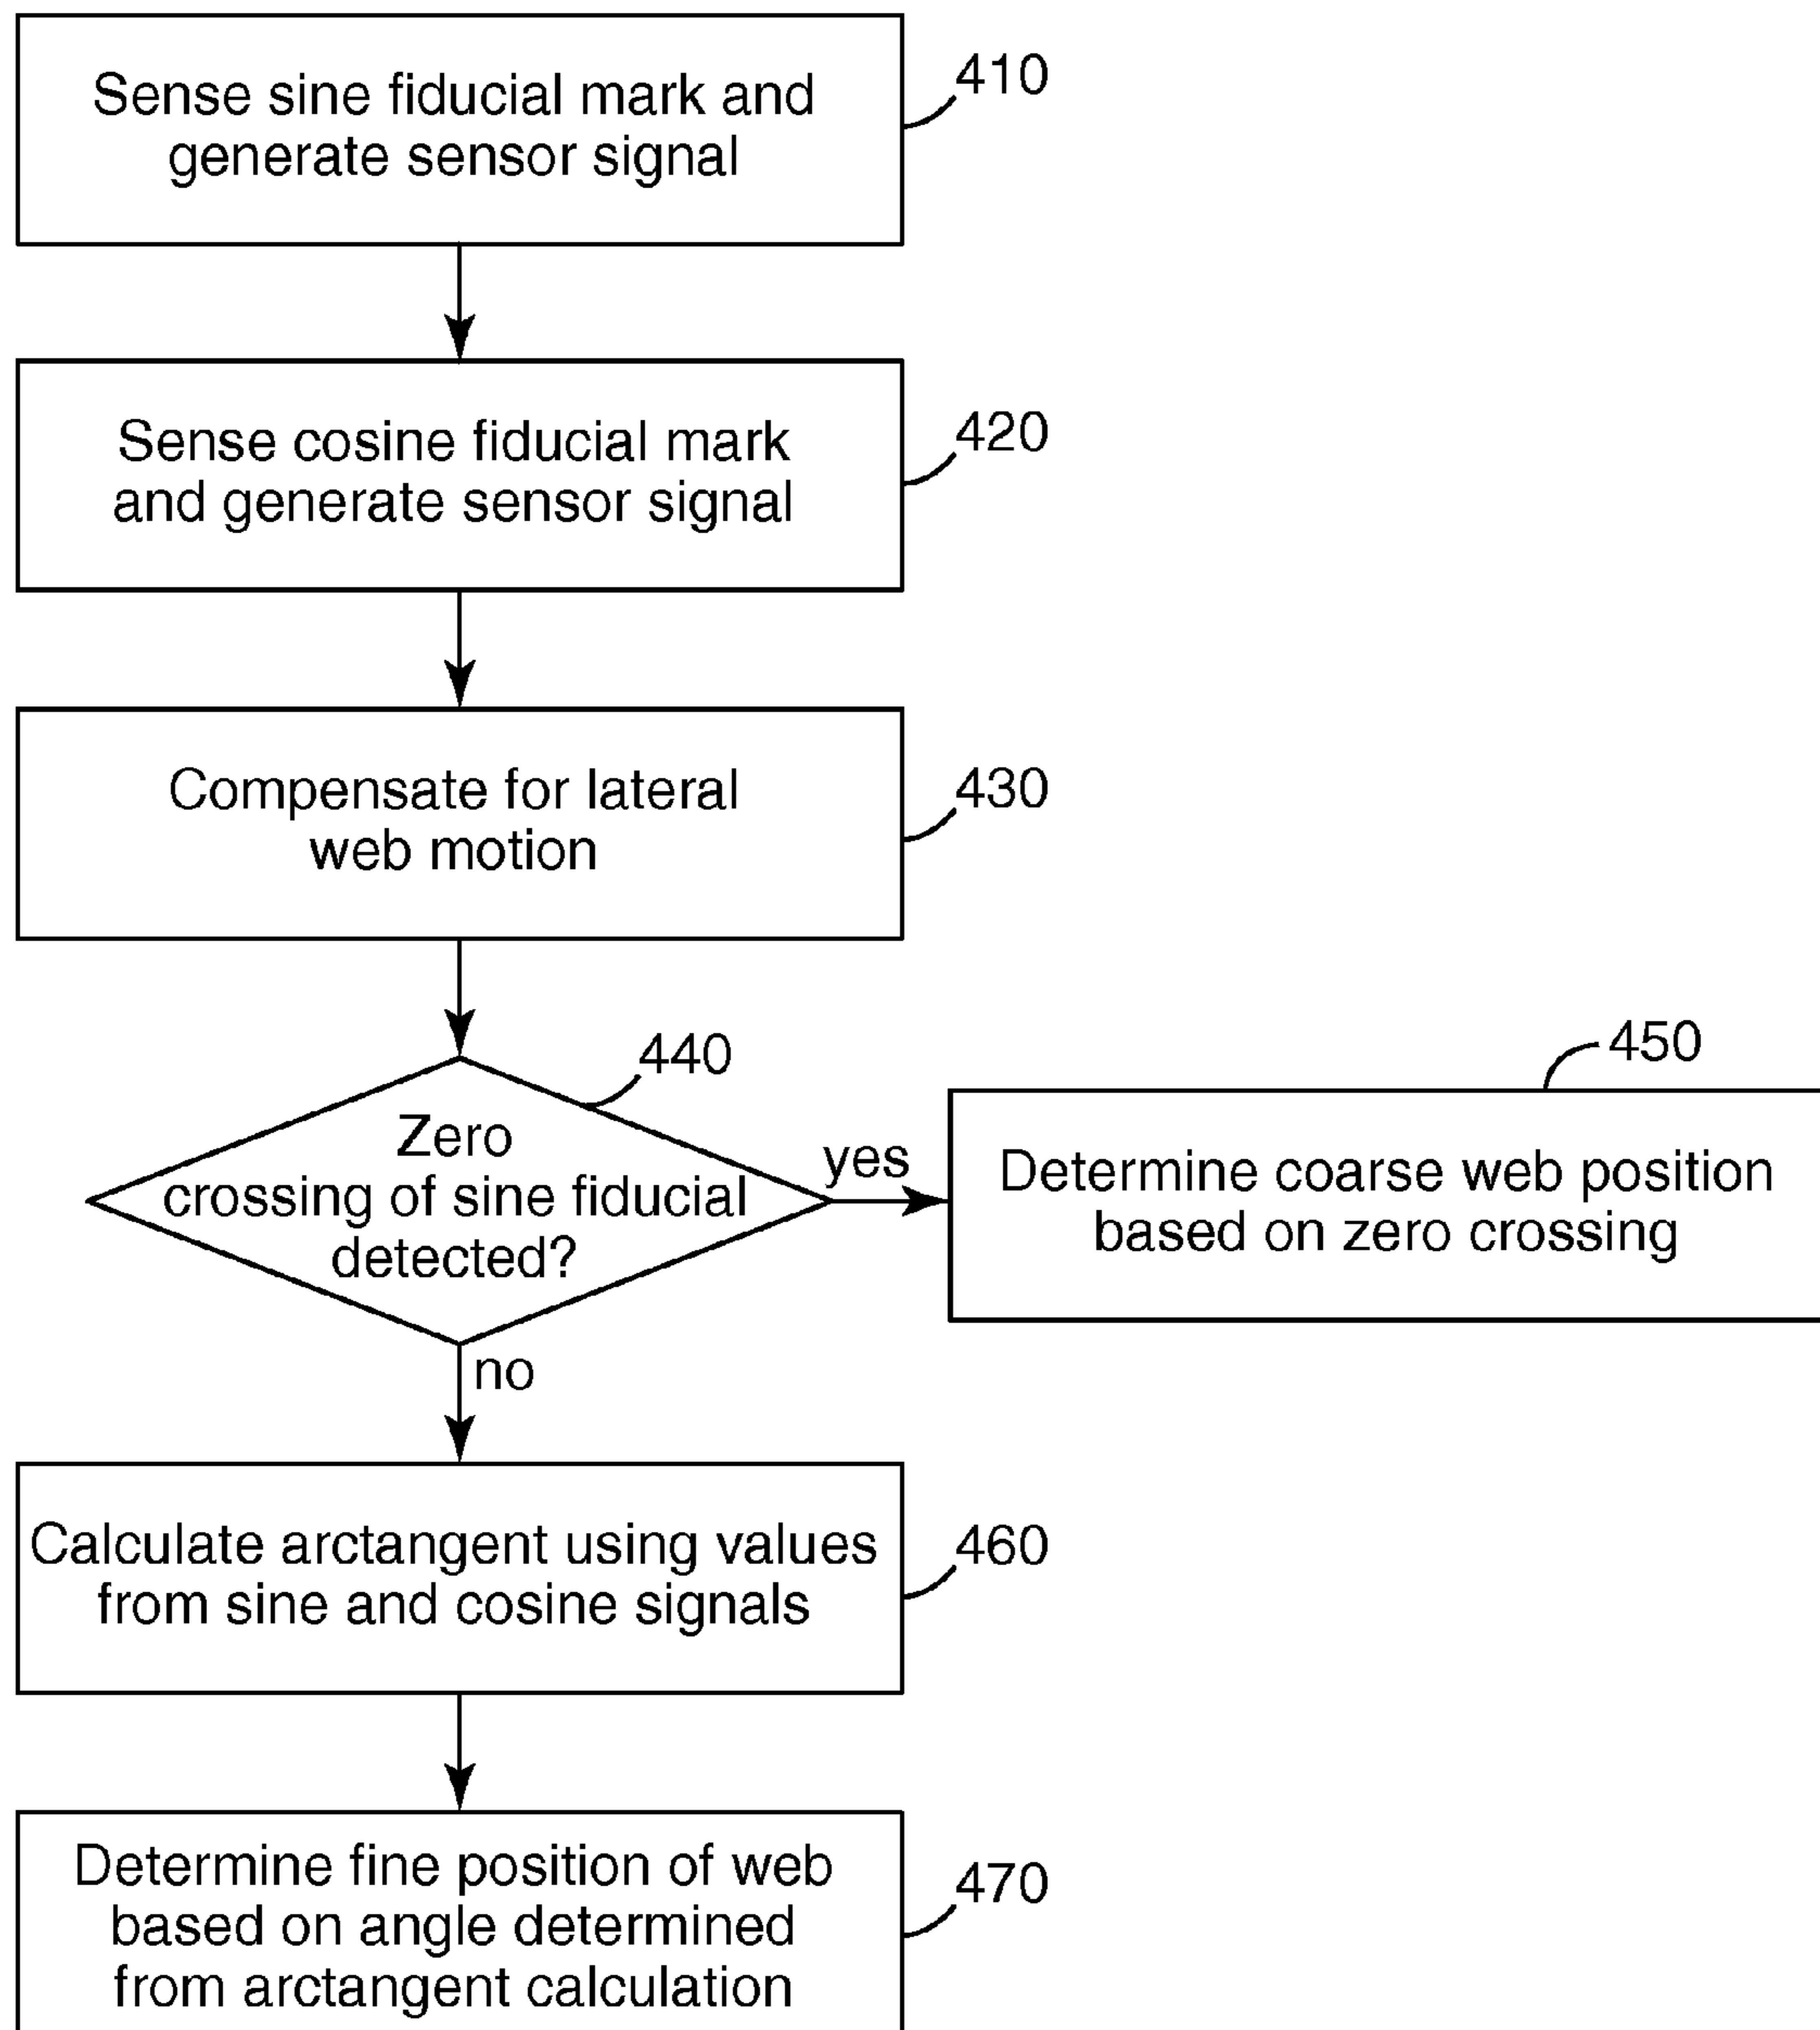 Sense sine fiducial mark and
generate sensor signal
410
Sense cosine fiducial mark
and generate sensor signal
420
Compensate for lateral
web motion
430
440
Zero
crossing of sine fiducial
detected?
yes
450
Determine coarse web position
based on zero crossing
no
Calculate arctangent using values
from sine and cosine signals
460
Determine fine position of web
based on angle determined
from arctangent calculation
470